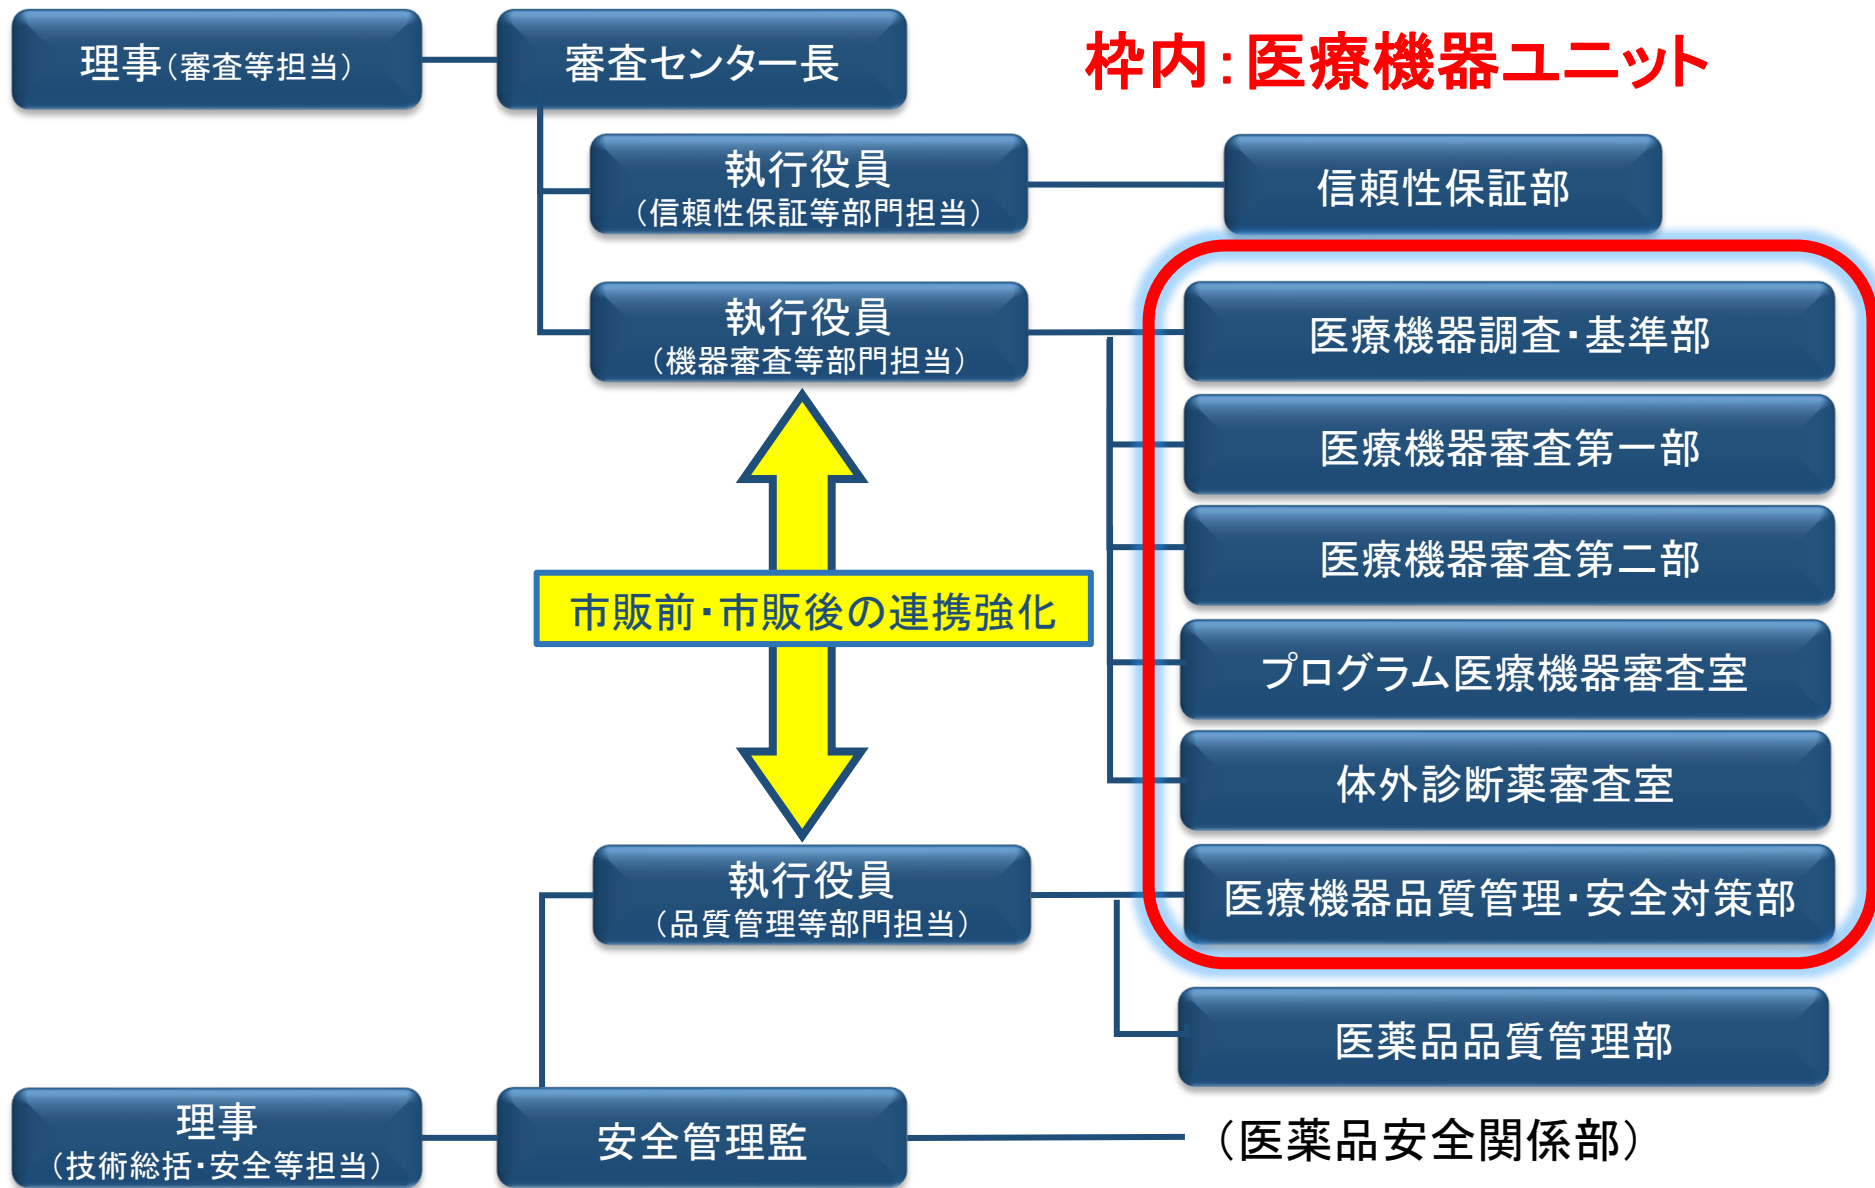 理事（審査等担当）
審査センター長
枠内：医療機器ユニット
執行役員
（信頼性保証等部門担当）
信頼性保証部
執行役員
（機器審査等部門担当）
医療機器調査・基準部
医療機器審査第一部
医療機器審査第二部
市販前・市販後の連携強化
プログラム医療機器審査室
体外診断薬審査室
執行役員
（品質管理等部門担当）
医療機器品質管理・安全対策部
医薬品品質管理部
理事
（技術総括・安全等担当）
安全管理監
（医薬品安全関係部）